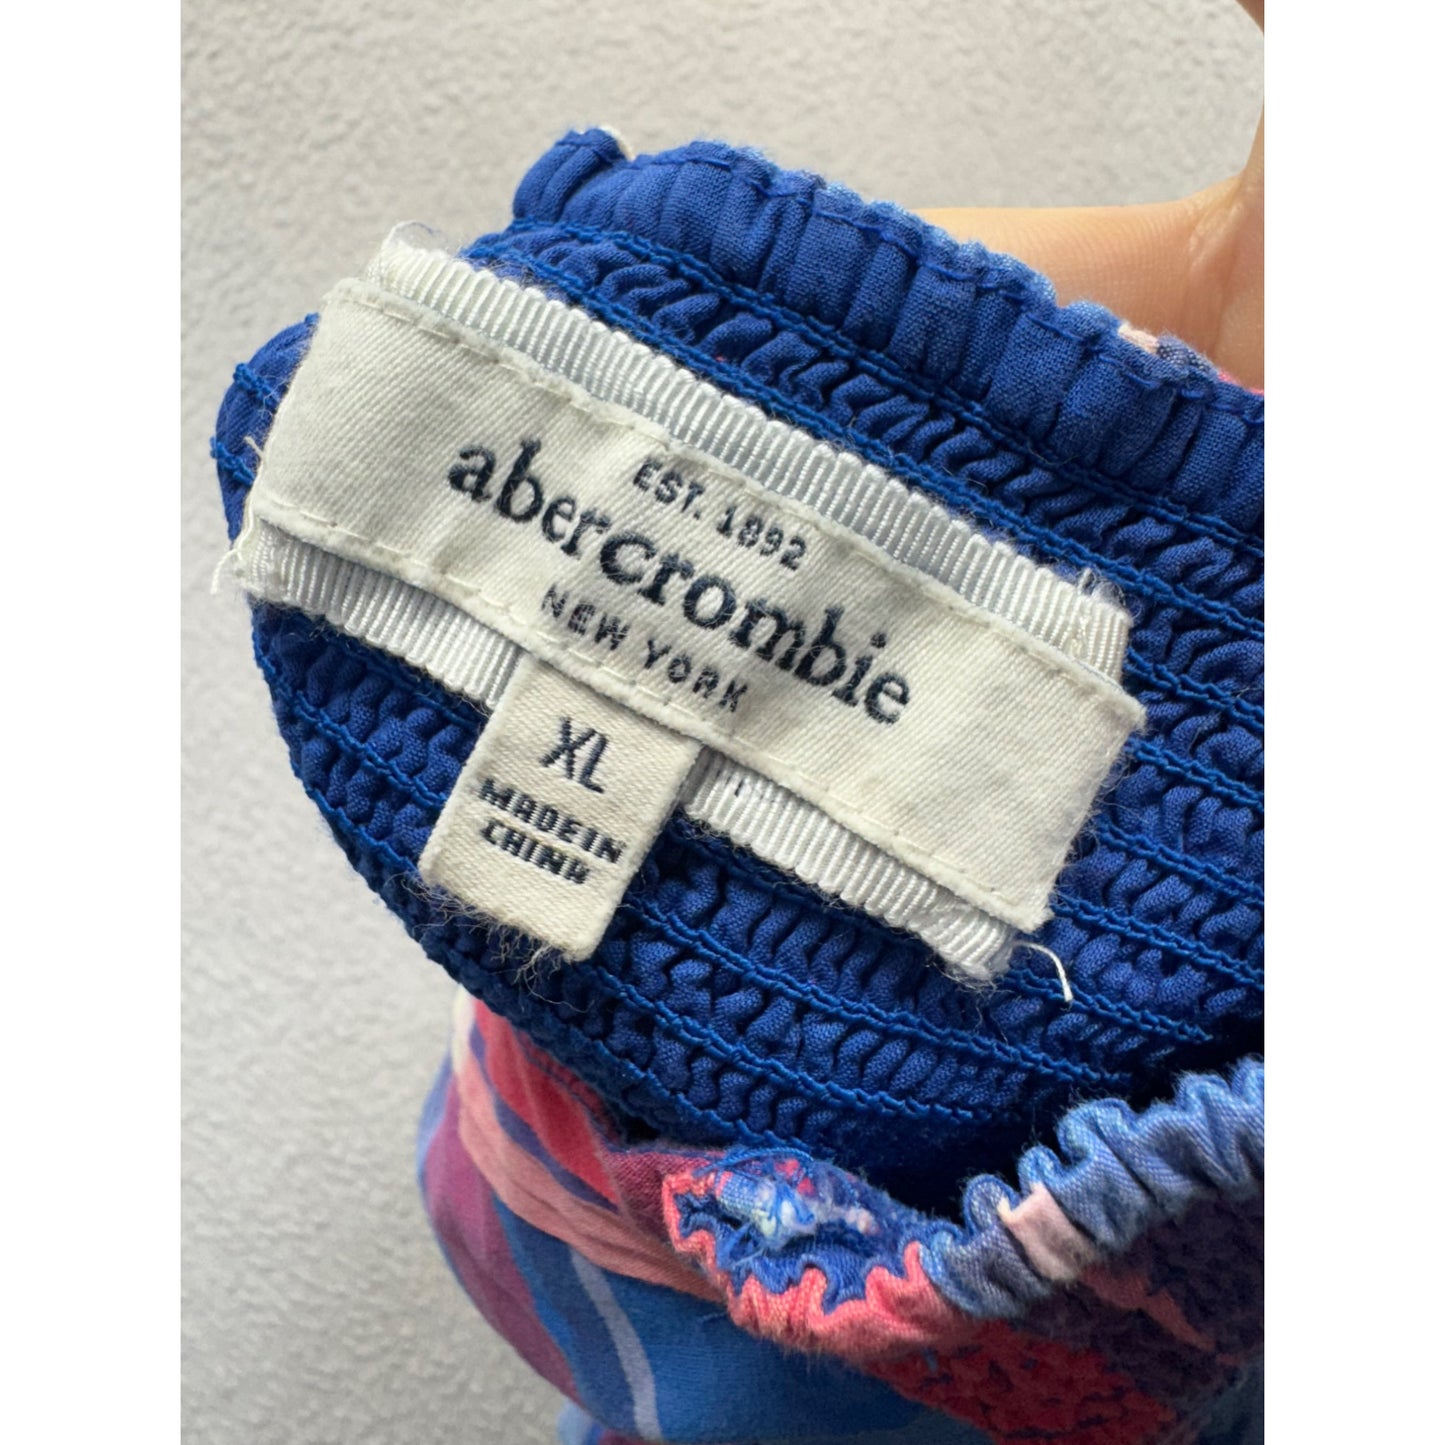 EST. 1892
abercrombie
NEW YORK
XL
MADE IN
CHINA